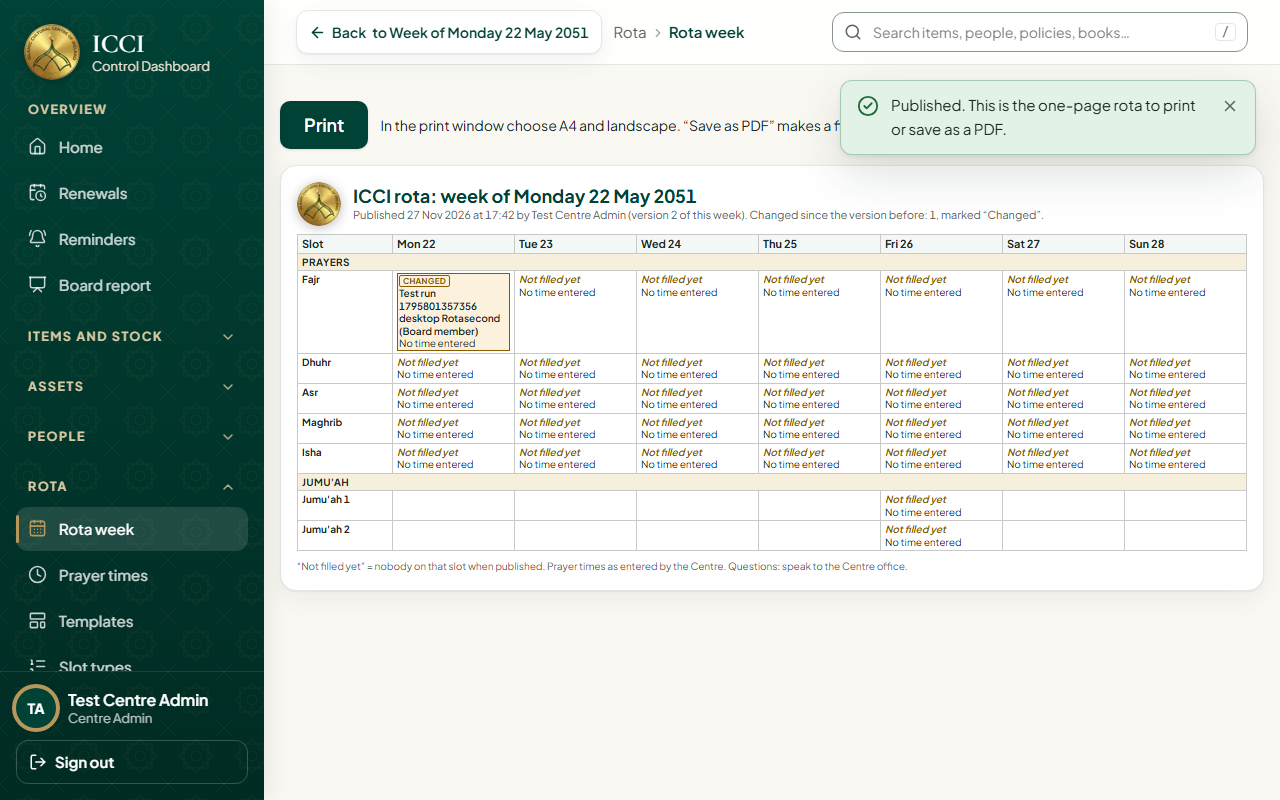 ICCI
Control Dashboard
OVERVIEW
Home
Renewals
Reminders
Board report
ITEMS AND STOCK
ASSETS
PEOPLE
ROTA
Rota week
Prayer times
Templates
Slot types
TA
Test Centre Admin
Centre Admin
Sign out
Back to Week of Monday 22 May 2051
Rota
Rota week
Search items, people, policies, books…
/
Published. This is the one-page rota to print
or save as a PDF.
Print
In the print window choose A4 and landscape. “Save as PDF” makes a
ICCI rota: week of Monday 22 May 2051
Published 27 Nov 2026 at 17:42 by Test Centre Admin (version 2 of this week). Changed since the version before: 1, marked “Changed”.
Slot Mon 22 Tue 23 Wed 24 Thu 25 Fri 26 Sat 27 Sun 28
PRAYERS
Fajr
CHANGED
Test run
1795801357356
desktop Rotasecond
(Board member)
No time entered
Not filled yet Not filled yet Not filled yet Not filled yet Not filled yet Not filled yet
No time entered No time entered No time entered No time entered No time entered No time entered
Dhuhr Not filled yet Not filled yet Not filled yet Not filled yet Not filled yet Not filled yet Not filled yet
No time entered No time entered No time entered No time entered No time entered No time entered No time entered
Asr Not filled yet Not filled yet Not filled yet Not filled yet Not filled yet Not filled yet Not filled yet
No time entered No time entered No time entered No time entered No time entered No time entered No time entered
Maghrib Not filled yet Not filled yet Not filled yet Not filled yet Not filled yet Not filled yet Not filled yet
No time entered No time entered No time entered No time entered No time entered No time entered No time entered
Isha Not filled yet Not filled yet Not filled yet Not filled yet Not filled yet Not filled yet Not filled yet
No time entered No time entered No time entered No time entered No time entered No time entered No time entered
JUMU’AH
Jumu’ah 1 Not filled yet
No time entered
Jumu’ah 2 Not filled yet
No time entered
“Not filled yet” = nobody on that slot when published. Prayer times as entered by the Centre. Questions: speak to the Centre office.